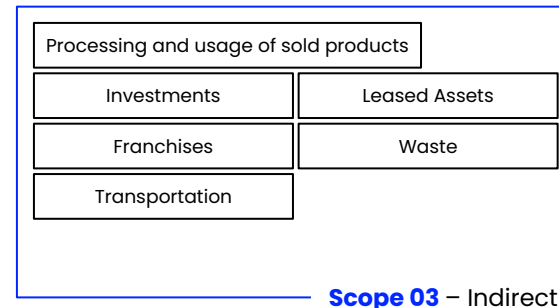 Processing and usage of sold products
Investments
Leased Assets
Franchises
Waste
Transportation
Scope 03 – Indirect